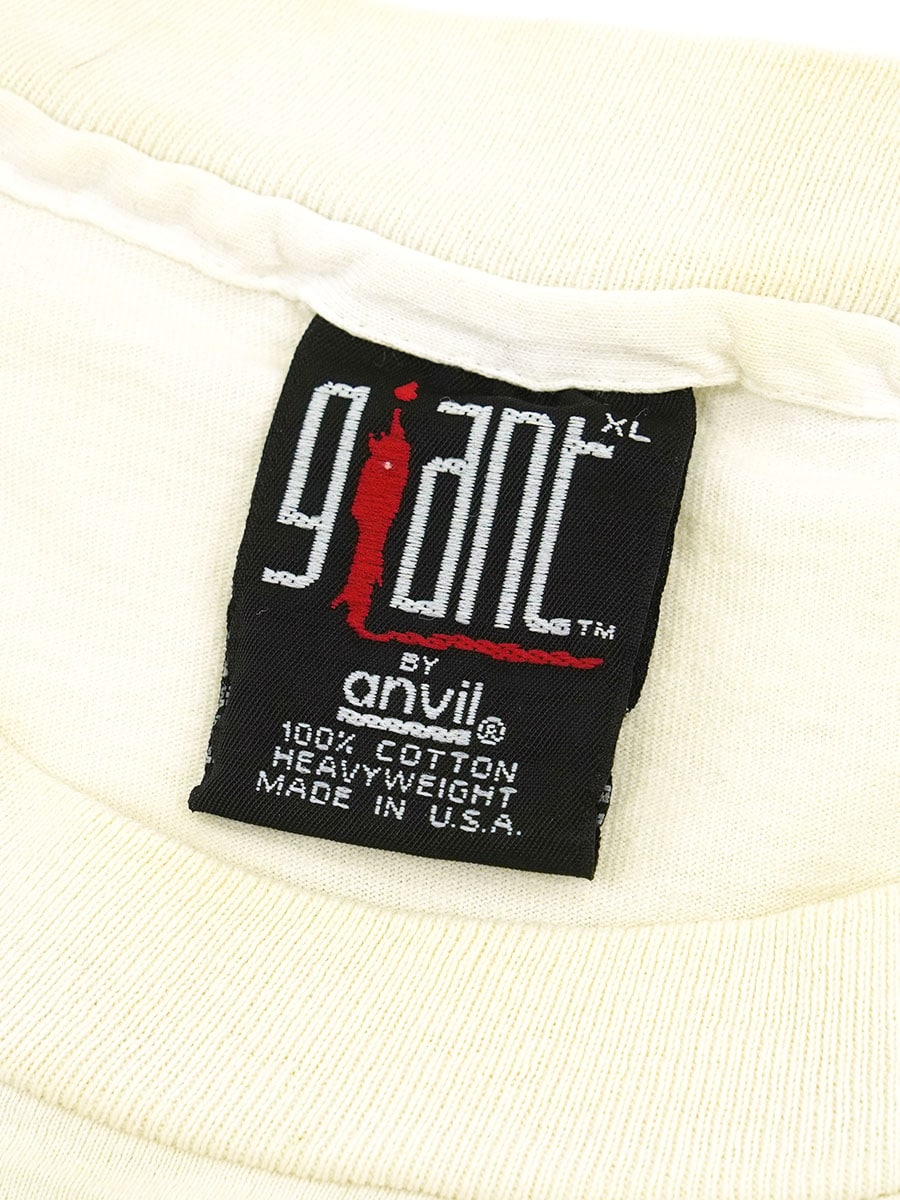 giant XL
TM
BY
anvil®
100% COTTON
HEAVYWEIGHT
MADE IN U.S.A.